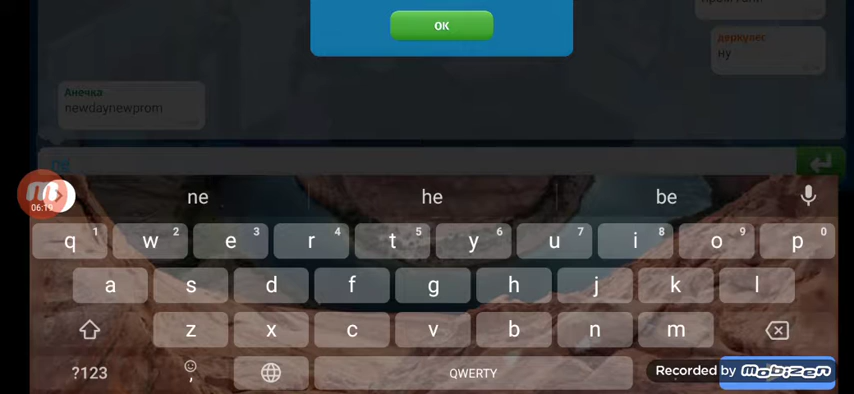 OK
деркулес
ну
Анечка
newdaynewprom
06:19
ne he be
q 1 w 2 e 3 r 4 t 5 y 6 u 7 i 8 o 9 p 0
a s d f g h j k l
z x c v b n m
?123 , QWERTY
Recorded by mobizen